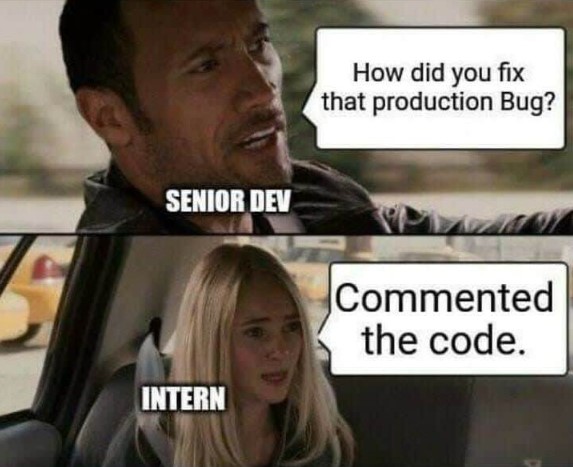 How did you fix
that production Bug?
SENIOR DEV
Commented
the code.
INTERN